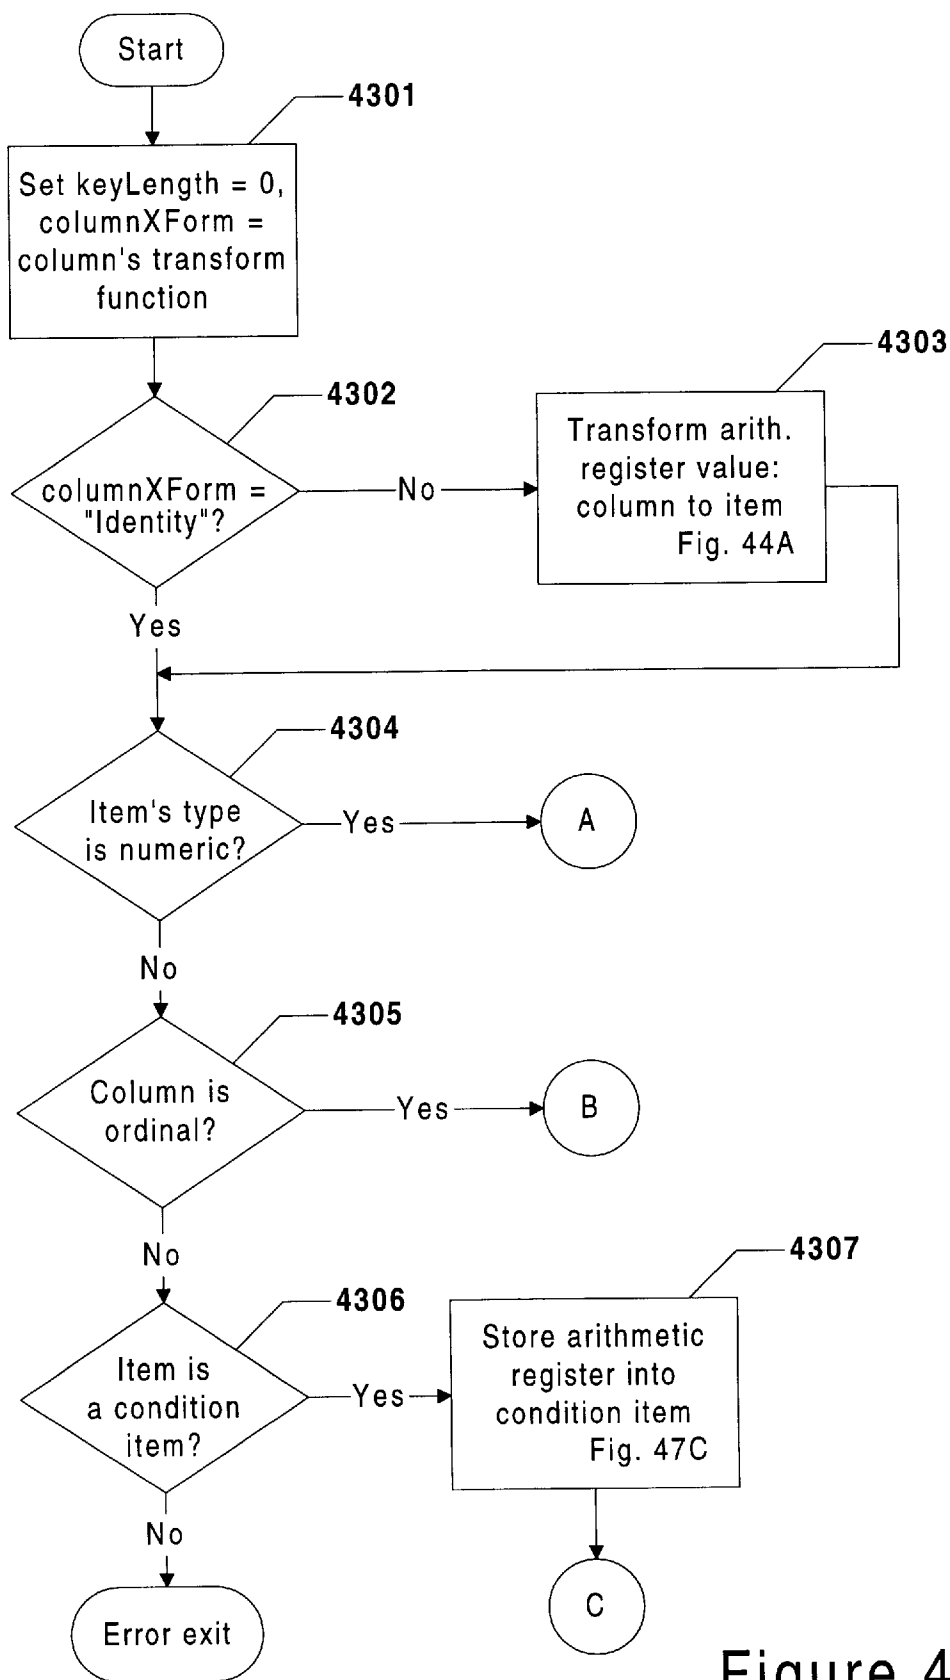 Start
4301
Set keyLength = 0,
columnXForm =
column's transform
function
4302
columnXForm =
"Identity"?
No
4303
Transform arith.
register value:
column to item
Fig. 44A
Yes
4304
Item's type
is numeric?
Yes
A
No
4305
Column is
ordinal?
Yes
B
No
4306
Item is
a condition
item?
Yes
4307
Store arithmetic
register into
condition item
Fig. 47C
No
C
Error exit
Figure 4